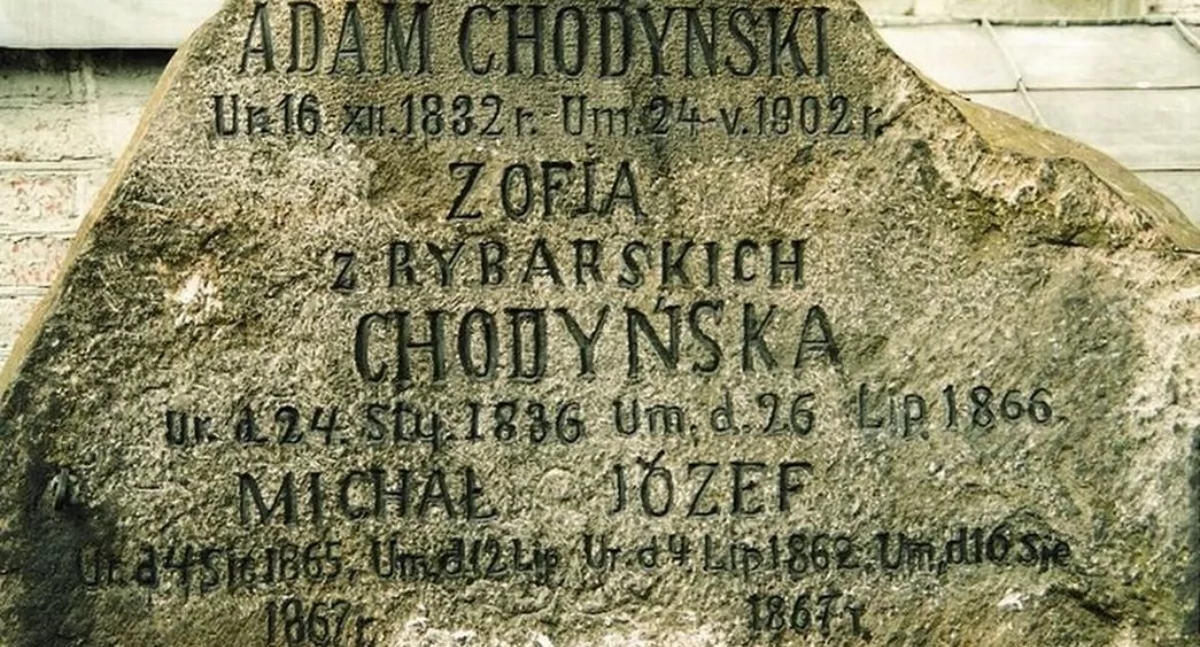 ADAM CHODYŃSKI
Ur. 16 XII. 1832 r. Um. 24-V. 1902 r.
ZOFIA
z RYBARSKICH
CHODYŃSKA
Ur. d. 24. Sty. 1836 Um. d. 26 Lip. 1866.
MICHAŁ JÓZEF
Ur. d 4 Sie. 1865. Um. d. 12 Lip Ur. d 4, Lip 1862. Um. d 16 Sie
1867 r. 1867 r